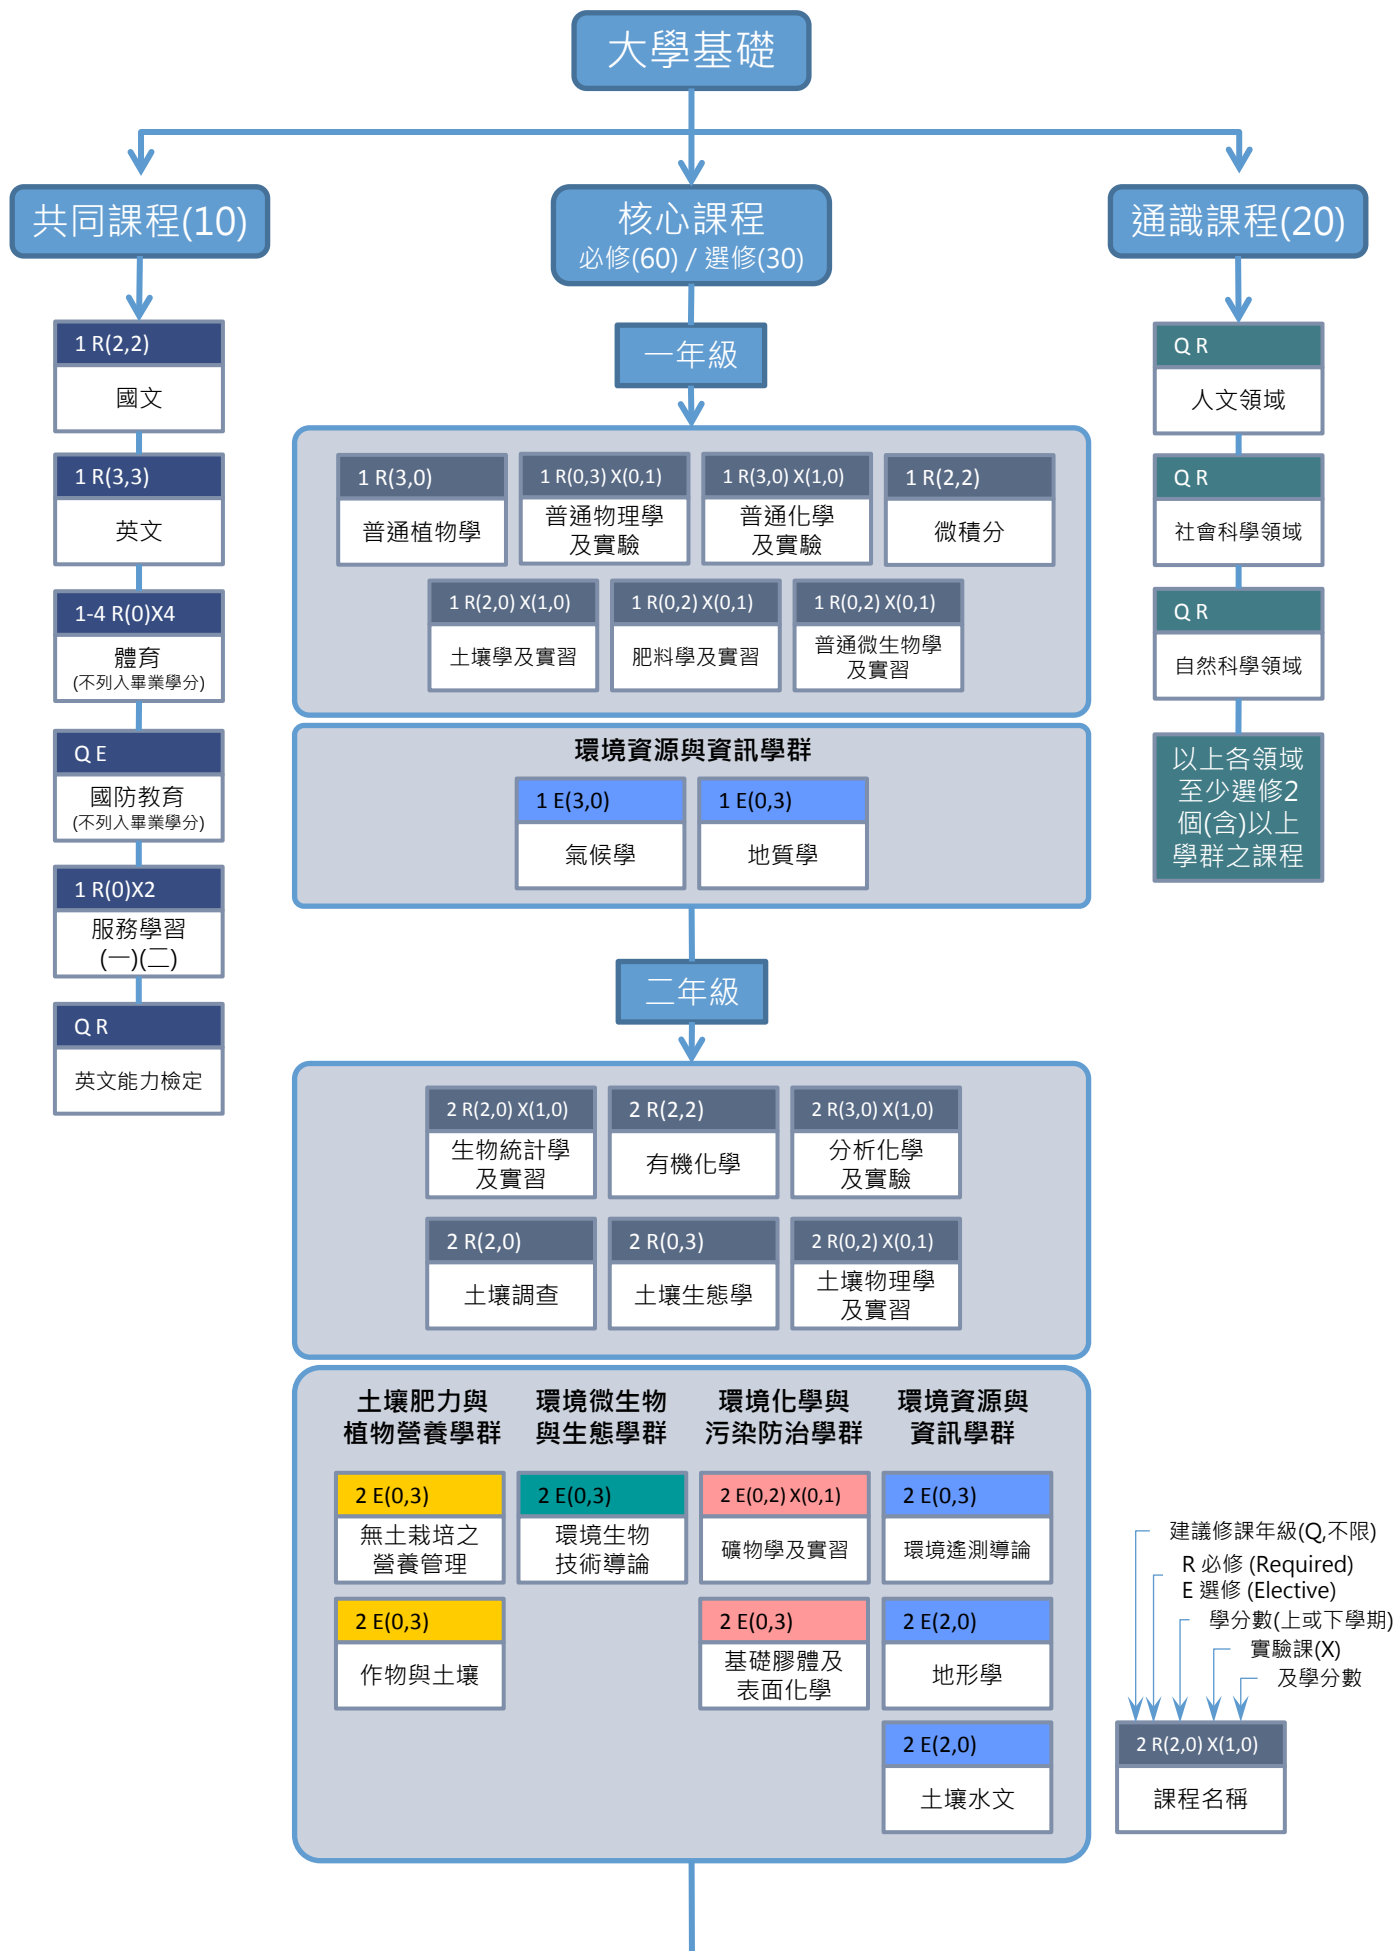 大學基礎
共同課程(10)
1 R(2,2)
國文
1 R(3,3)
英文
1-4 R(0)X4
體育
(不列入畢業學分)
Q E
國防教育
(不列入畢業學分)
1 R(0)X2
服務學習
(一)(二)
Q R
英文能力檢定
核心課程
必修(60) / 選修(30)
一年級
1 R(3,0)
普通植物學
1 R(0,3) X(0,1)
普通物理學
及實驗
1 R(3,0) X(1,0)
普通化學
及實驗
1 R(2,2)
微積分
1 R(2,0) X(1,0)
土壤學及實習
1 R(0,2) X(0,1)
肥料學及實習
1 R(0,2) X(0,1)
普通微生物學
及實習
環境資源與資訊學群
1 E(3,0)
氣候學
1 E(0,3)
地質學
二年級
2 R(2,0) X(1,0)
生物統計學
及實習
2 R(2,2)
有機化學
2 R(3,0) X(1,0)
分析化學
及實驗
2 R(2,0)
土壤調查
2 R(0,3)
土壤生態學
2 R(0,2) X(0,1)
土壤物理學
及實習
土壤肥力與
植物營養學群
2 E(0,3)
無土栽培之
營養管理
2 E(0,3)
作物與土壤
環境微生物
與生態學群
2 E(0,3)
環境生物
技術導論
環境化學與
污染防治學群
2 E(0,2) X(0,1)
礦物學及實習
2 E(0,3)
基礎膠體及
表面化學
環境資源與
資訊學群
2 E(0,3)
環境遙測導論
2 E(2,0)
地形學
2 E(2,0)
土壤水文
通識課程(20)
Q R
人文領域
Q R
社會科學領域
Q R
自然科學領域
以上各領域
至少選修2
個(含)以上
學群之課程
建議修課年級(Q,不限)
R 必修 (Required)
E 選修 (Elective)
學分數(上或下學期)
實驗課(X)
及學分數
2 R(2,0) X(1,0)
課程名稱